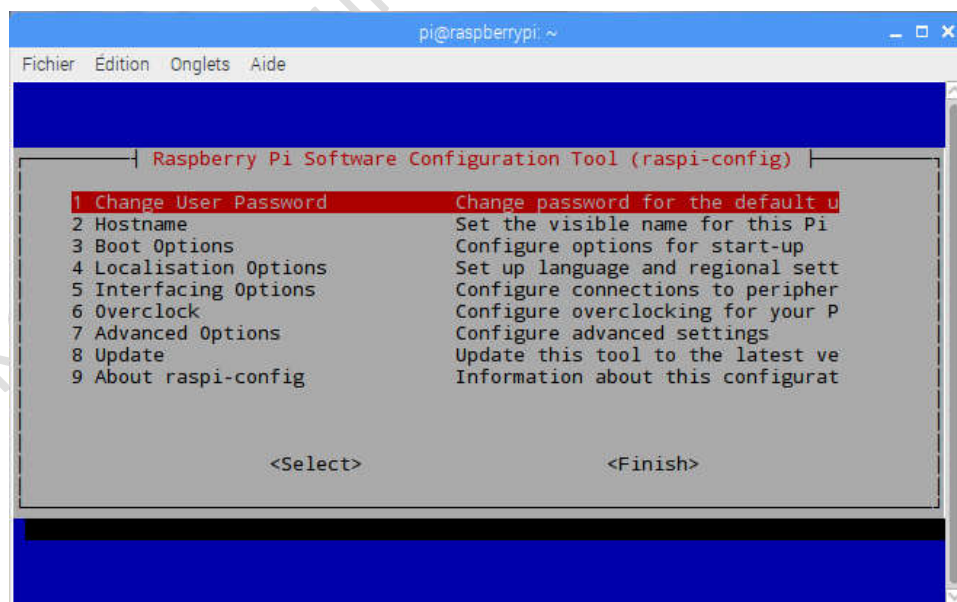 pi@raspberrypi: ~
Fichier Édition Onglets Aide
Raspberry Pi Software Configuration Tool (raspi-config)
1 Change User Password Change password for the default u
2 Hostname Set the visible name for this Pi
3 Boot Options Configure options for start-up
4 Localisation Options Set up language and regional sett
5 Interfacing Options Configure connections to peripher
6 Overclock Configure overclocking for your P
7 Advanced Options Configure advanced settings
8 Update Update this tool to the latest ve
9 About raspi-config Information about this configurat
<Select> <Finish>